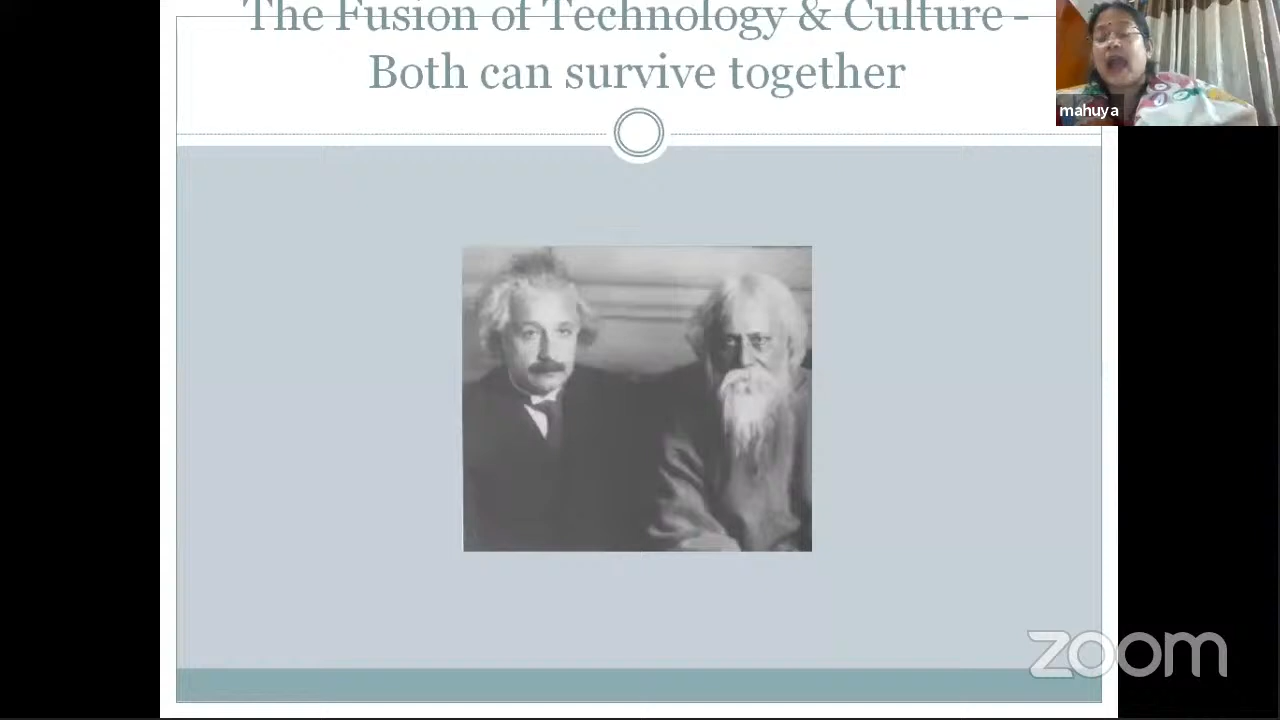 The Fusion of Technology & Culture -
Both can survive together
mahuya
zoom